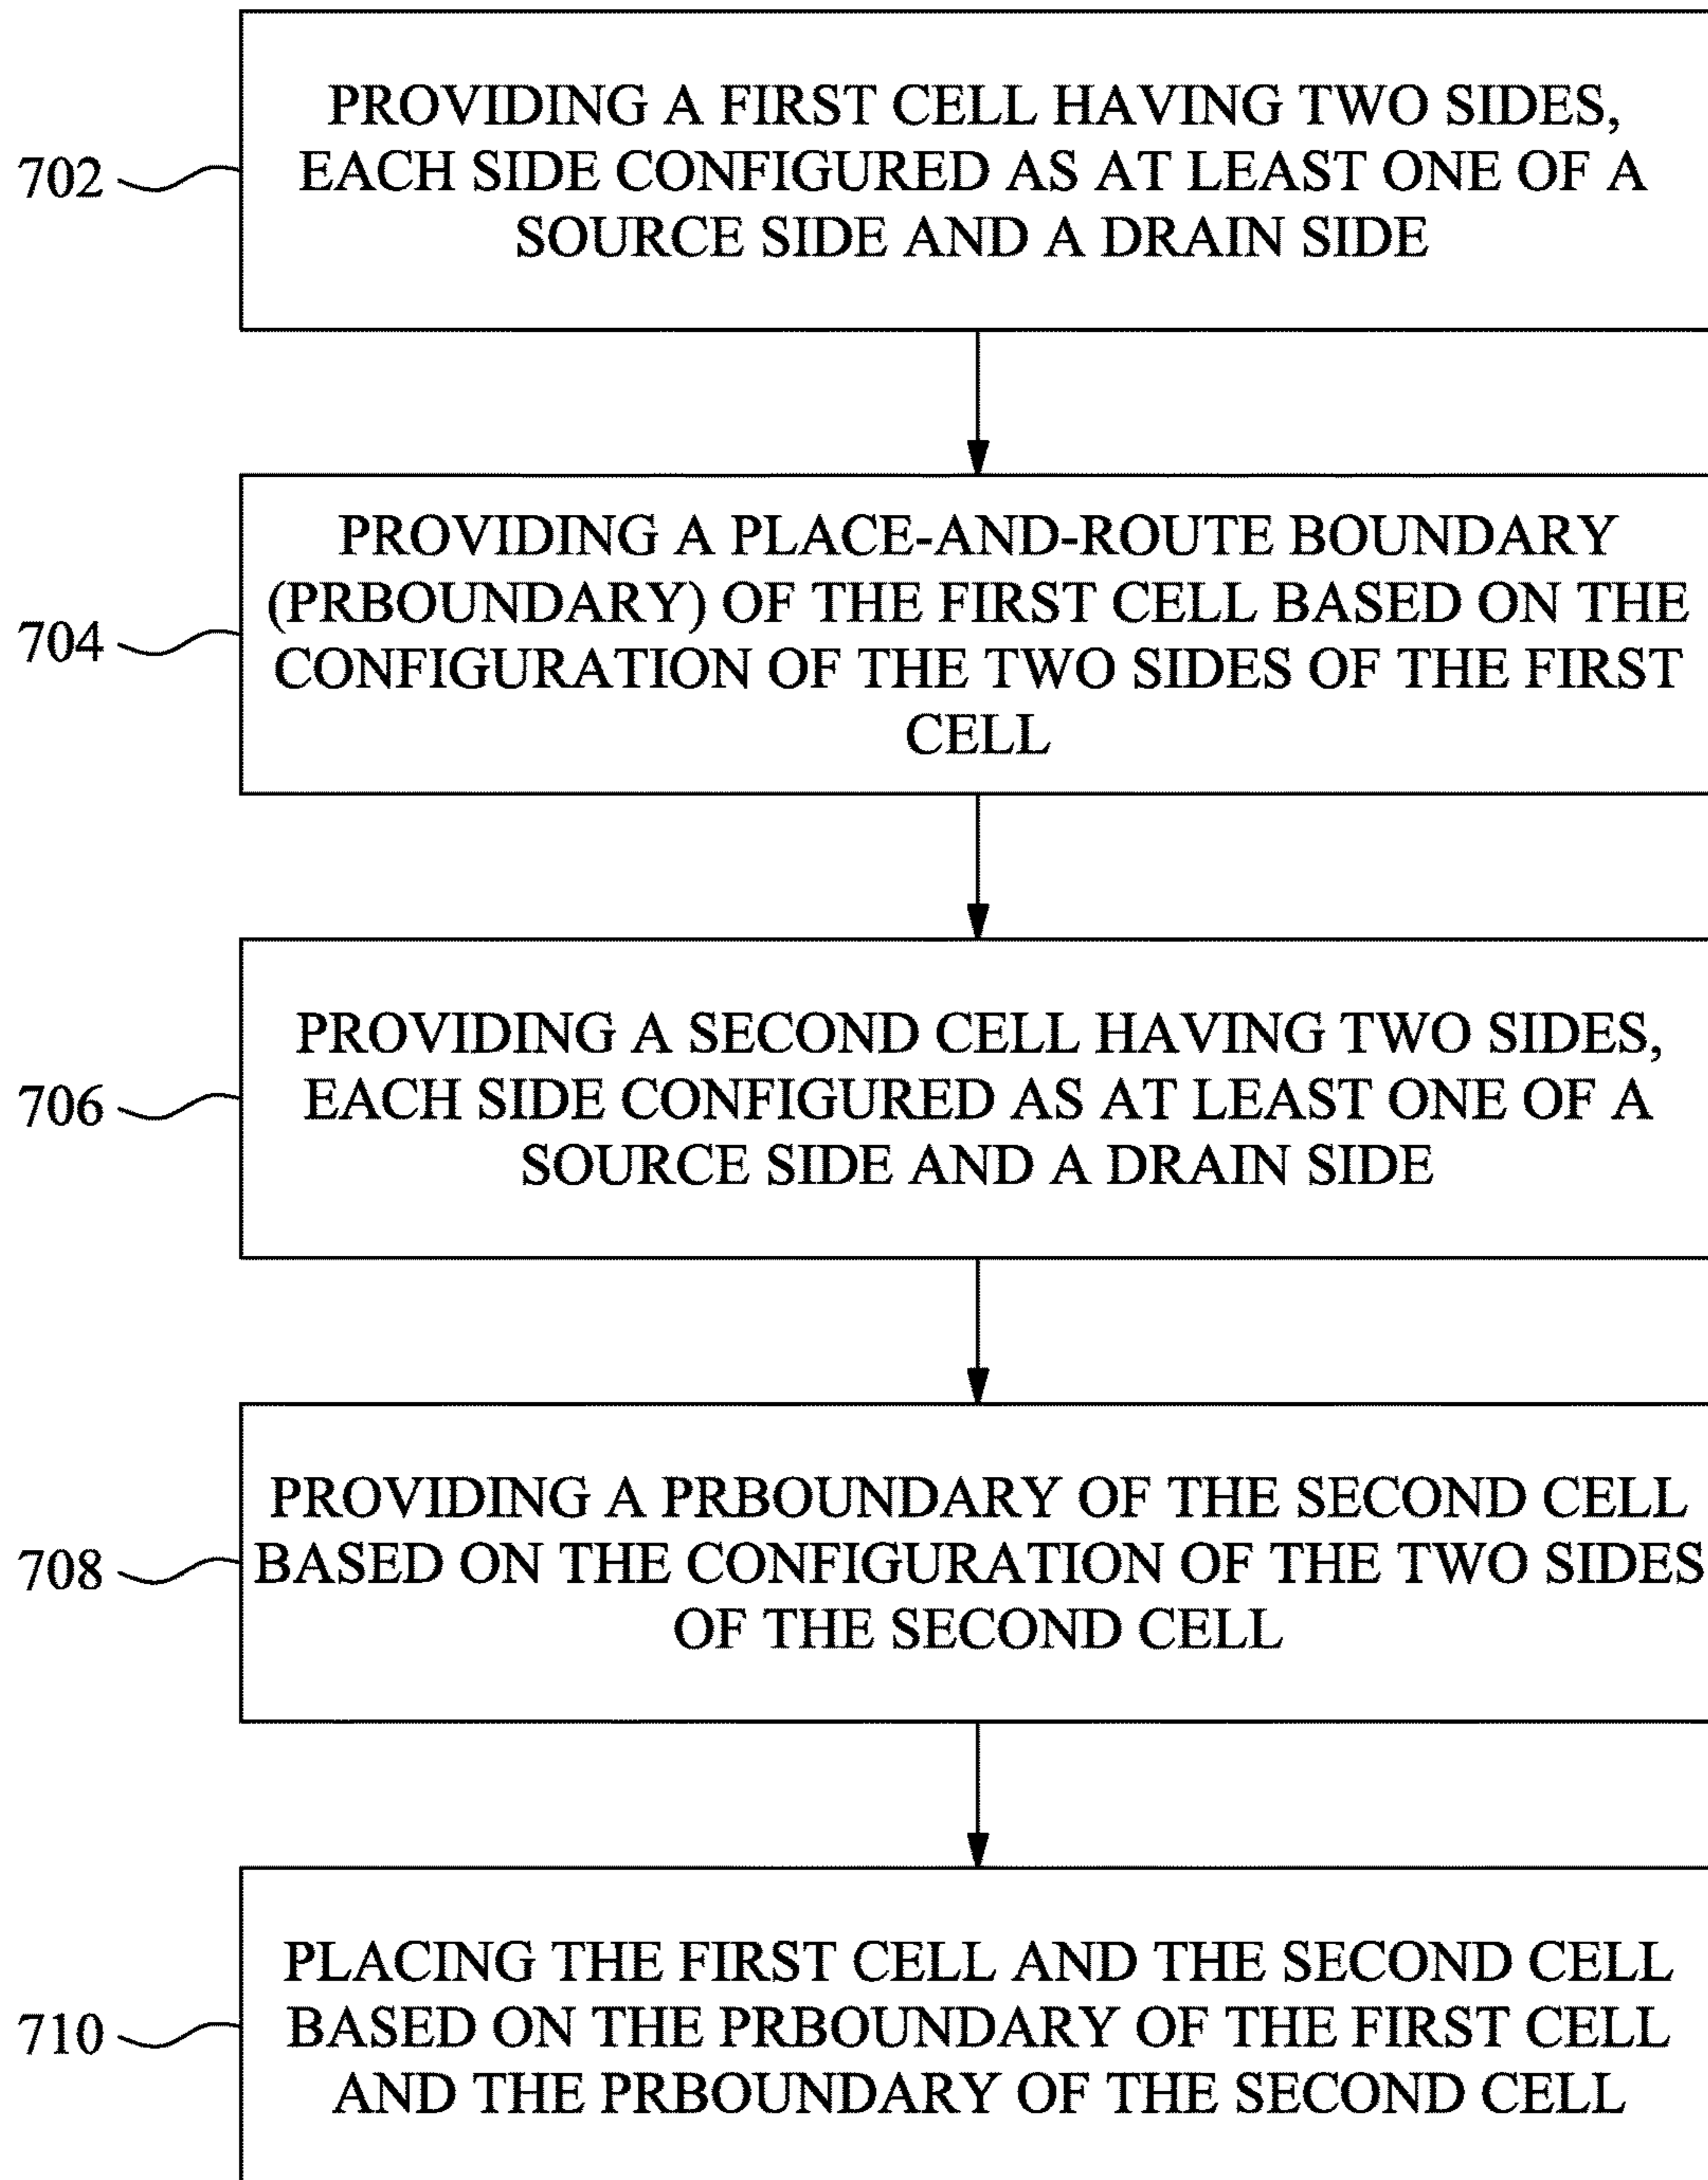 PROVIDING A FIRST CELL HAVING TWO SIDES,
EACH SIDE CONFIGURED AS AT LEAST ONE OF A
SOURCE SIDE AND A DRAIN SIDE
702
PROVIDING A PLACE-AND-ROUTE BOUNDARY
(PRBOUNDARY) OF THE FIRST CELL BASED ON THE
CONFIGURATION OF THE TWO SIDES OF THE FIRST
CELL
704
PROVIDING A SECOND CELL HAVING TWO SIDES,
EACH SIDE CONFIGURED AS AT LEAST ONE OF A
SOURCE SIDE AND A DRAIN SIDE
706
PROVIDING A PRBOUNDARY OF THE SECOND CELL
BASED ON THE CONFIGURATION OF THE TWO SIDES
OF THE SECOND CELL
708
PLACING THE FIRST CELL AND THE SECOND CELL
BASED ON THE PRBOUNDARY OF THE FIRST CELL
AND THE PRBOUNDARY OF THE SECOND CELL
710